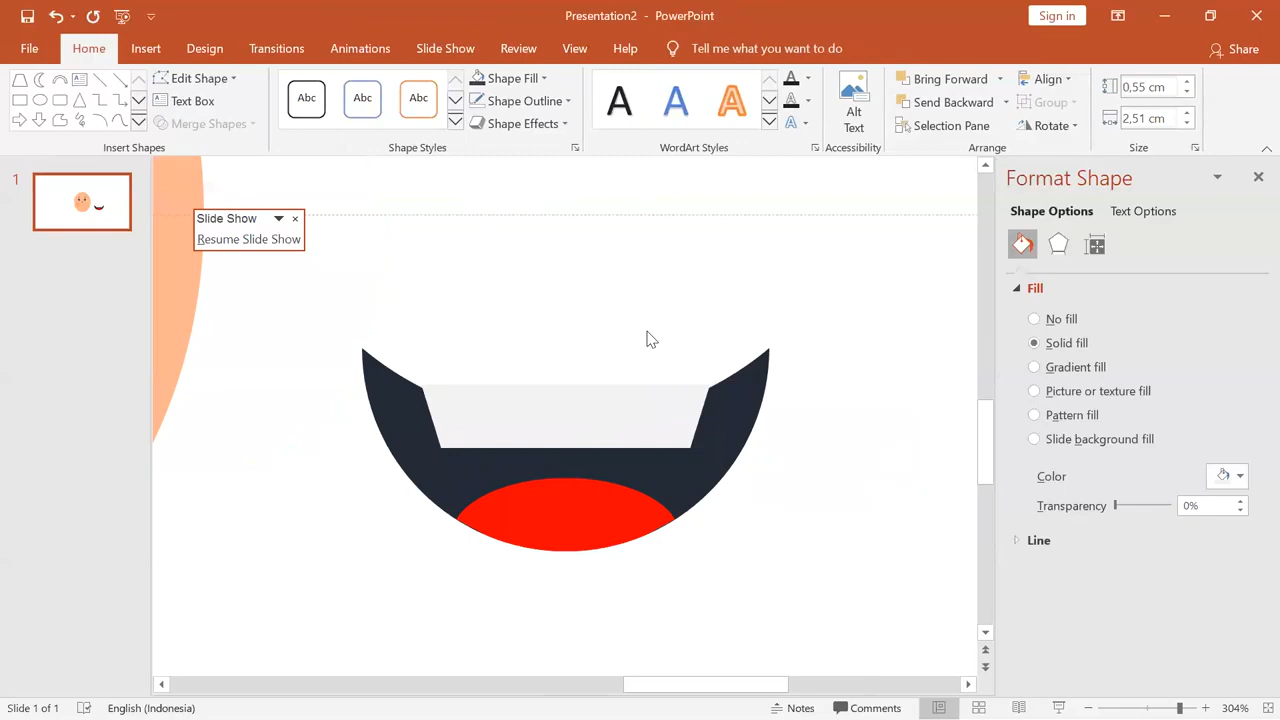 Presentation2 - PowerPoint
Sign in
File Home Insert Design Transitions Animations Slide Show Review View Help Tell me what you want to do Share
Edit Shape
Text Box
Merge Shapes
Insert Shapes
Abc Abc Abc
Shape Fill
Shape Outline
Shape Effects
Shape Styles
A A A
A
A
A
WordArt Styles
Alt
Text
Accessibility
Bring Forward
Send Backward
Selection Pane
Align
Group
Rotate
Arrange
0,55 cm
2,51 cm
Size
1
Slide Show
Resume Slide Show
Format Shape
Shape Options Text Options
Fill
No fill
Solid fill
Gradient fill
Picture or texture fill
Pattern fill
Slide background fill
Color
Transparency 0%
Line
Slide 1 of 1 English (Indonesia) Notes Comments 304%